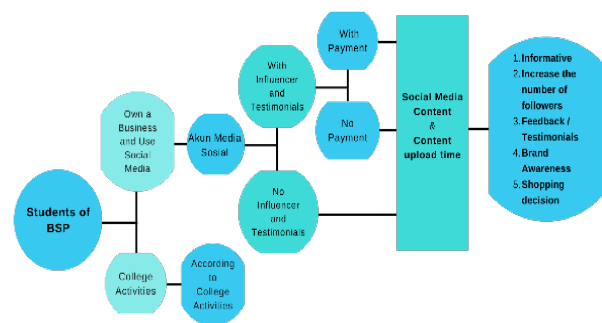 Students of
BSP
Own a
Business
and Use
Social
Media
College
Activities
Akun Media
Sosial
According
to
College
Activities
With
Influencer
and
Testimonials
No
Influencer
and
Testimonials
With
Payment
No
Payment
Social Media
Content
&
Content
upload time
1. Informative
2. Increase the
number of
followers
3. Feedback /
Testimonials
4. Brand
Awareness
5. Shopping
decision